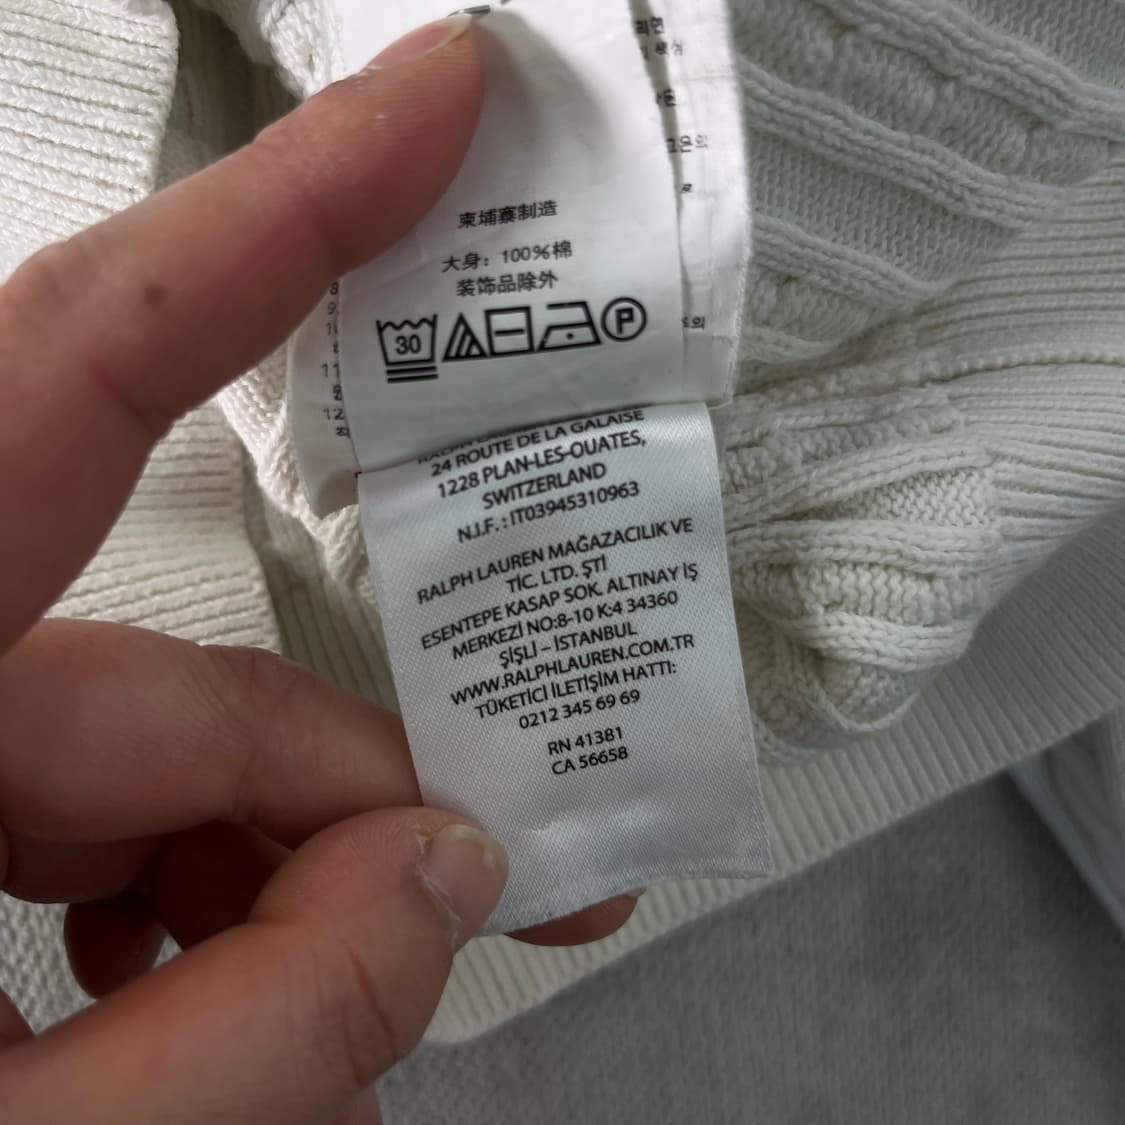 柬埔寨制造
大身：100%棉
装饰品除外
30
P
24 ROUTE DE LA GALAISE
1228 PLAN-LES-OUATES,
SWITZERLAND
N.I.F. : IT03945310963
RALPH LAUREN MAĞAZACILIK VE
TİC. LTD. ŞTİ
ESENTEPE KASAP SOK. ALTINAY İŞ
MERKEZİ NO:8-10 K:4 34360
ŞİŞLİ – İSTANBUL
WWW.RALPHLAUREN.COM.TR
TÜKETİCİ İLETİŞİM HATTI:
0212 345 69 69
RN 41381
CA 56658